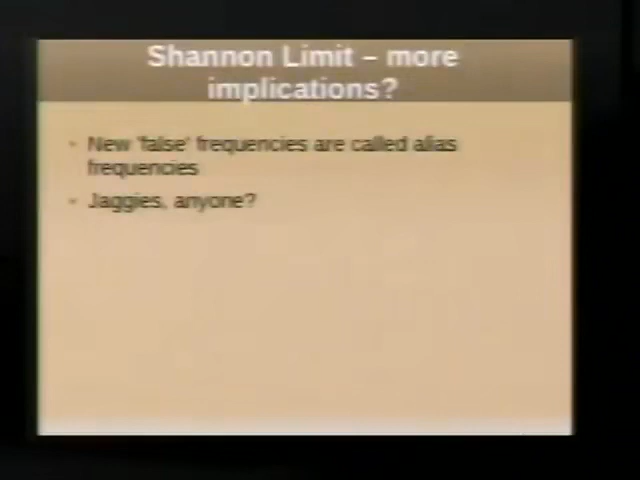 Shannon Limit – more
implications?
New 'false' frequencies are called alias
frequencies
Jaggies, anyone?